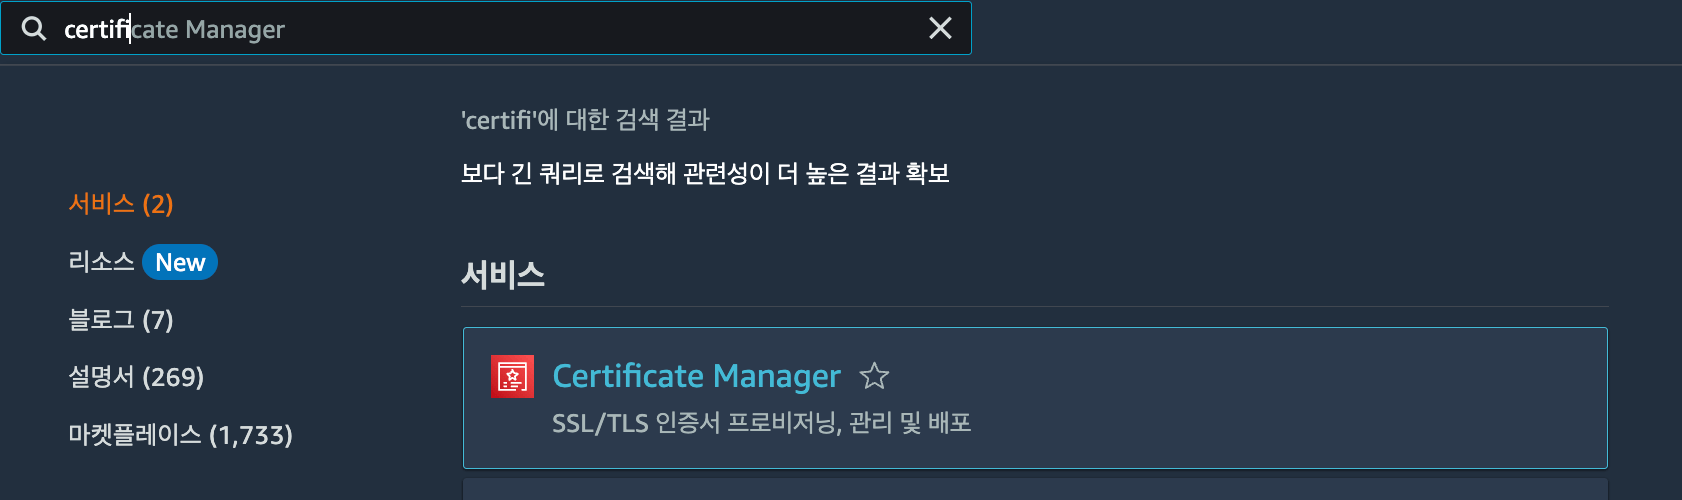 certificate Manager
'certifi'에 대한 검색 결과
보다 긴 쿼리로 검색해 관련성이 더 높은 결과 확보
서비스 (2)
리소스 New
블로그 (7)
설명서 (269)
마켓플레이스 (1,733)
서비스
Certificate Manager
SSL/TLS 인증서 프로비저닝, 관리 및 배포